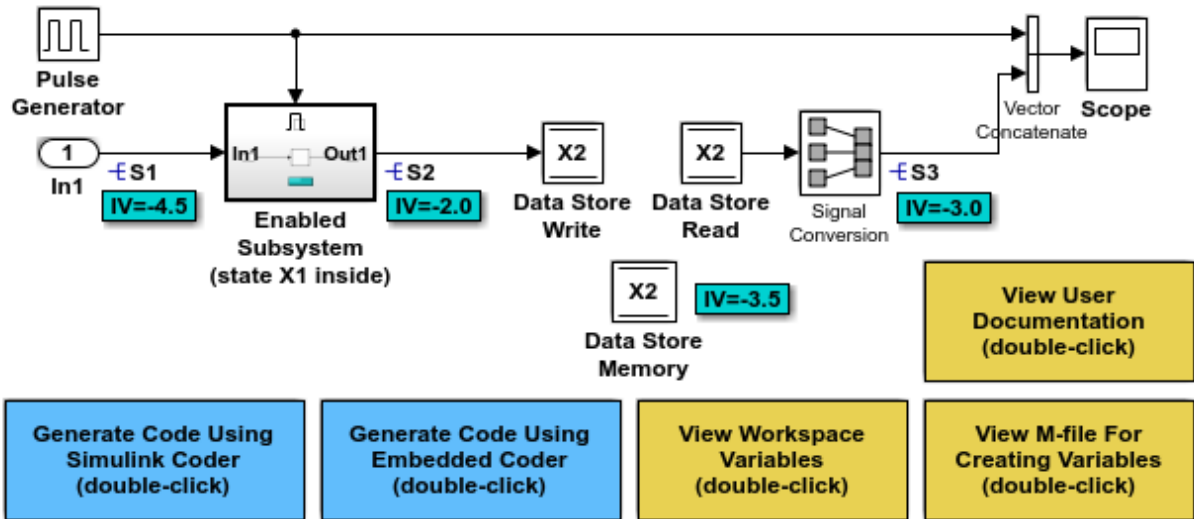 Pulse
Generator
1
In1
S1
IV=-4.5
In1
Out1
Enabled
Subsystem
(state X1 inside)
S2
IV=-2.0
X2
Data Store
Write
X2
Data Store
Read
Signal
Conversion
S3
IV=-3.0
Vector
Concatenate
Scope
X2
IV=-3.5
Data Store
Memory
View User
Documentation
(double-click)
Generate Code Using
Simulink Coder
(double-click)
Generate Code Using
Embedded Coder
(double-click)
View Workspace
Variables
(double-click)
View M-file For
Creating Variables
(double-click)